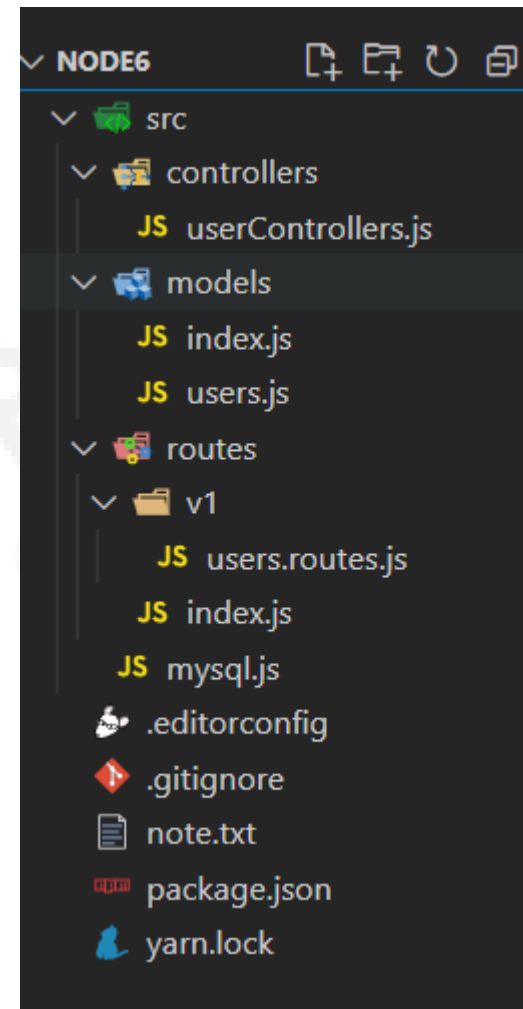 NODE6
src
controllers
JS userControllers.js
models
JS index.js
JS users.js
routes
v1
JS users.routes.js
JS index.js
JS mysql.js
.editorconfig
.gitignore
note.txt
package.json
yarn.lock